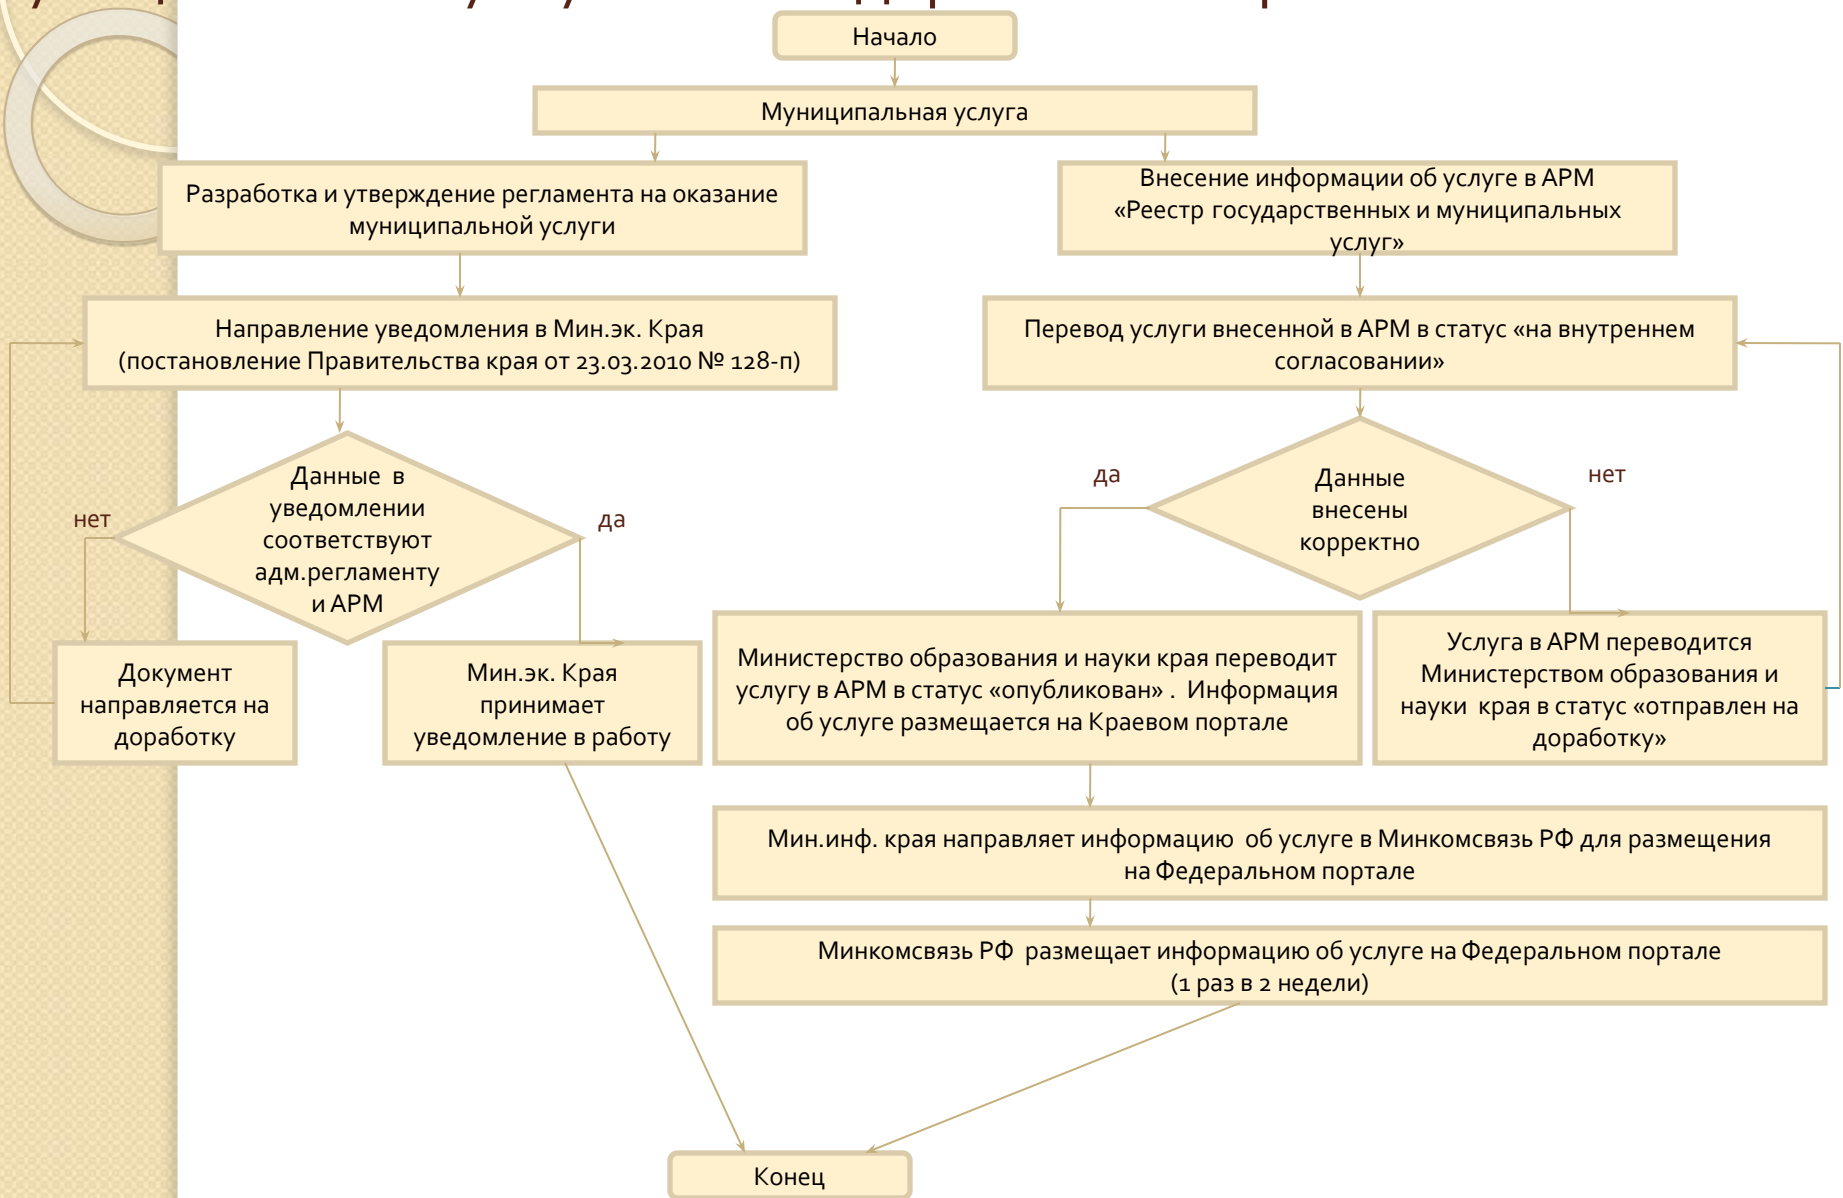 Начало
Муниципальная услуга
Разработка и утверждение регламента на оказание
муниципальной услуги
Внесение информации об услуге в АРМ
«Реестр государственных и муниципальных
услуг»
Направление уведомления в Мин.эк. Края
(постановление Правительства края от 23.03.2010 № 128-п)
Перевод услуги внесенной в АРМ в статус «на внутреннем
согласовании»
Данные в
уведомлении
соответствуют
адм.регламенту
и АРМ
нет
да
Данные
внесены
корректно
да
нет
Документ
направляется на
доработку
Мин.эк. Края
принимает
уведомление в работу
Министерство образования и науки края переводит
услугу в АРМ в статус «опубликован» . Информация
об услуге размещается на Краевом портале
Услуга в АРМ переводится
Министерством образования и
науки края в статус «отправлен на
доработку»
Мин.инф. края направляет информацию об услуге в Минкомсвязь РФ для размещения
на Федеральном портале
Минкомсвязь РФ размещает информацию об услуге на Федеральном портале
(1 раз в 2 недели)
Конец